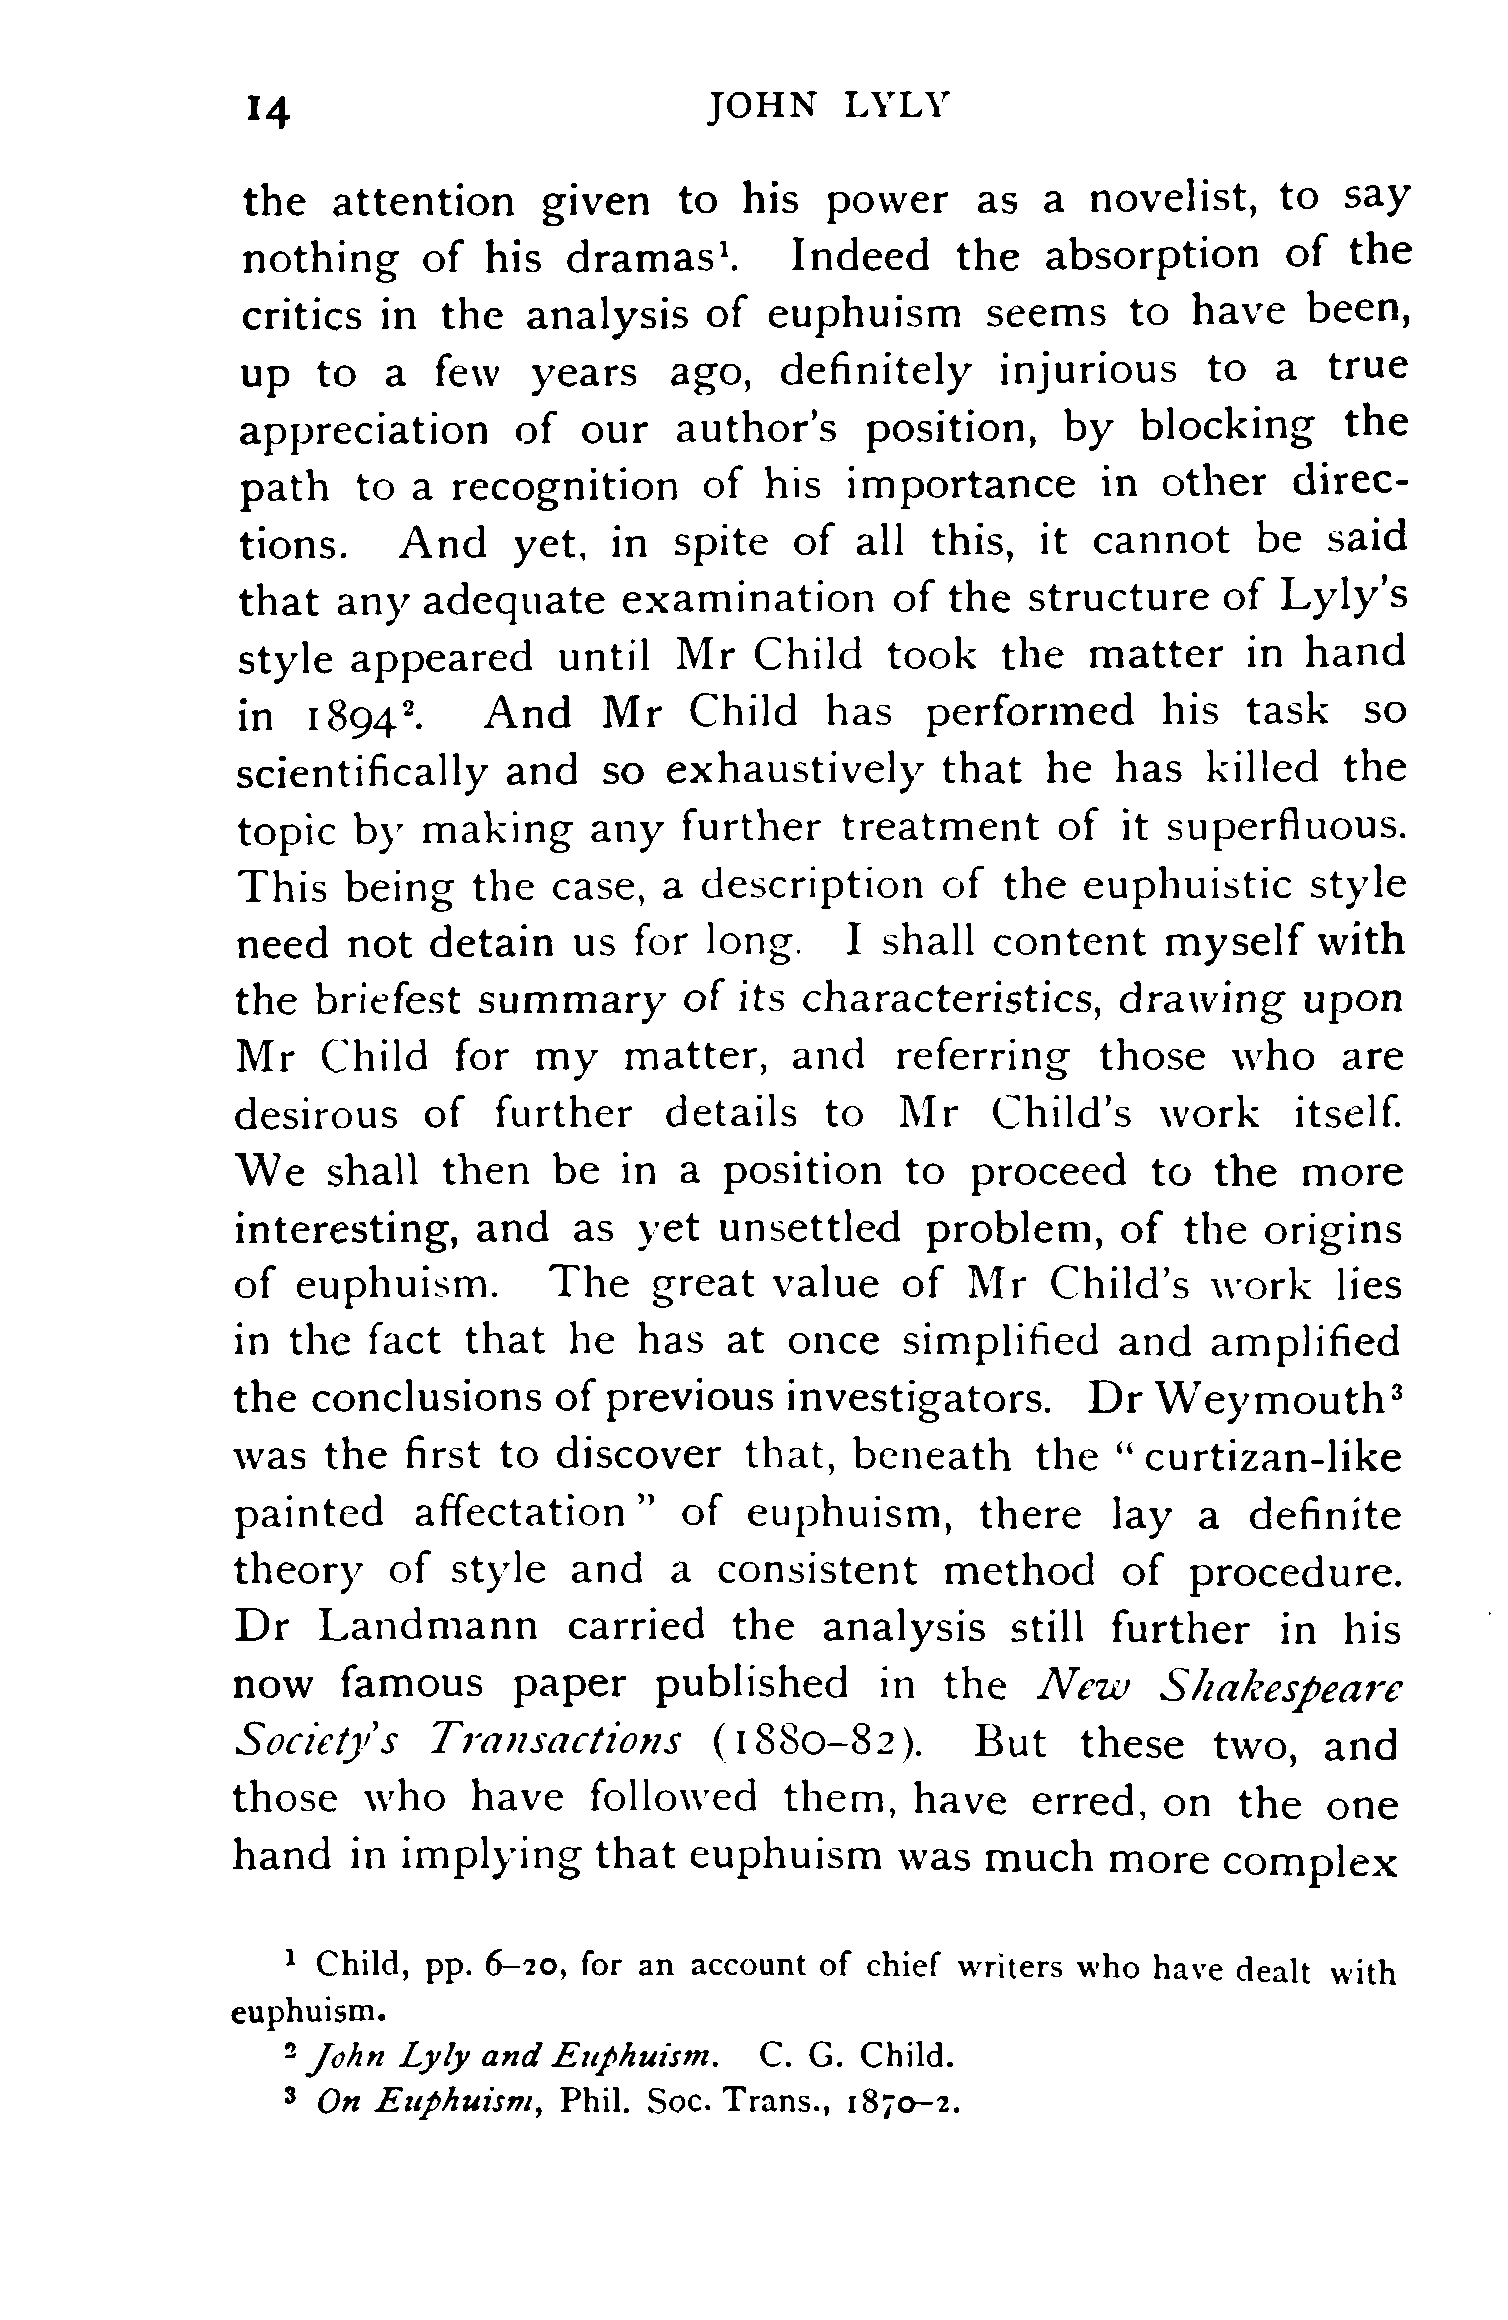 14 JOHN LYLY
the attention given to his power as a novelist, to say
nothing of his dramas¹. Indeed the absorption of the
critics in the analysis of euphuism seems to have been,
up to a few years ago, definitely injurious to a true
appreciation of our author's position, by blocking the
path to a recognition of his importance in other direc-
tions. And yet, in spite of all this, it cannot be said
that any adequate examination of the structure of Lyly's
style appeared until Mr Child took the matter in hand
in 1894². And Mr Child has performed his task so
scientifically and so exhaustively that he has killed the
topic by making any further treatment of it superfluous.
This being the case, a description of the euphuistic style
need not detain us for long. I shall content myself with
the briefest summary of its characteristics, drawing upon
Mr Child for my matter, and referring those who are
desirous of further details to Mr Child's work itself.
We shall then be in a position to proceed to the more
interesting, and as yet unsettled problem, of the origins
of euphuism. The great value of Mr Child's work lies
in the fact that he has at once simplified and amplified
the conclusions of previous investigators. Dr Weymouth³
was the first to discover that, beneath the "curtizan-like
painted affectation" of euphuism, there lay a definite
theory of style and a consistent method of procedure.
Dr Landmann carried the analysis still further in his
now famous paper published in the New Shakespeare
Society's Transactions (1880–82). But these two, and
those who have followed them, have erred, on the one
hand in implying that euphuism was much more complex
¹ Child, pp. 6–20, for an account of chief writers who have dealt with
euphuism.
² John Lyly and Euphuism. C. G. Child.
³ On Euphuism, Phil. Soc. Trans., 1870–2.